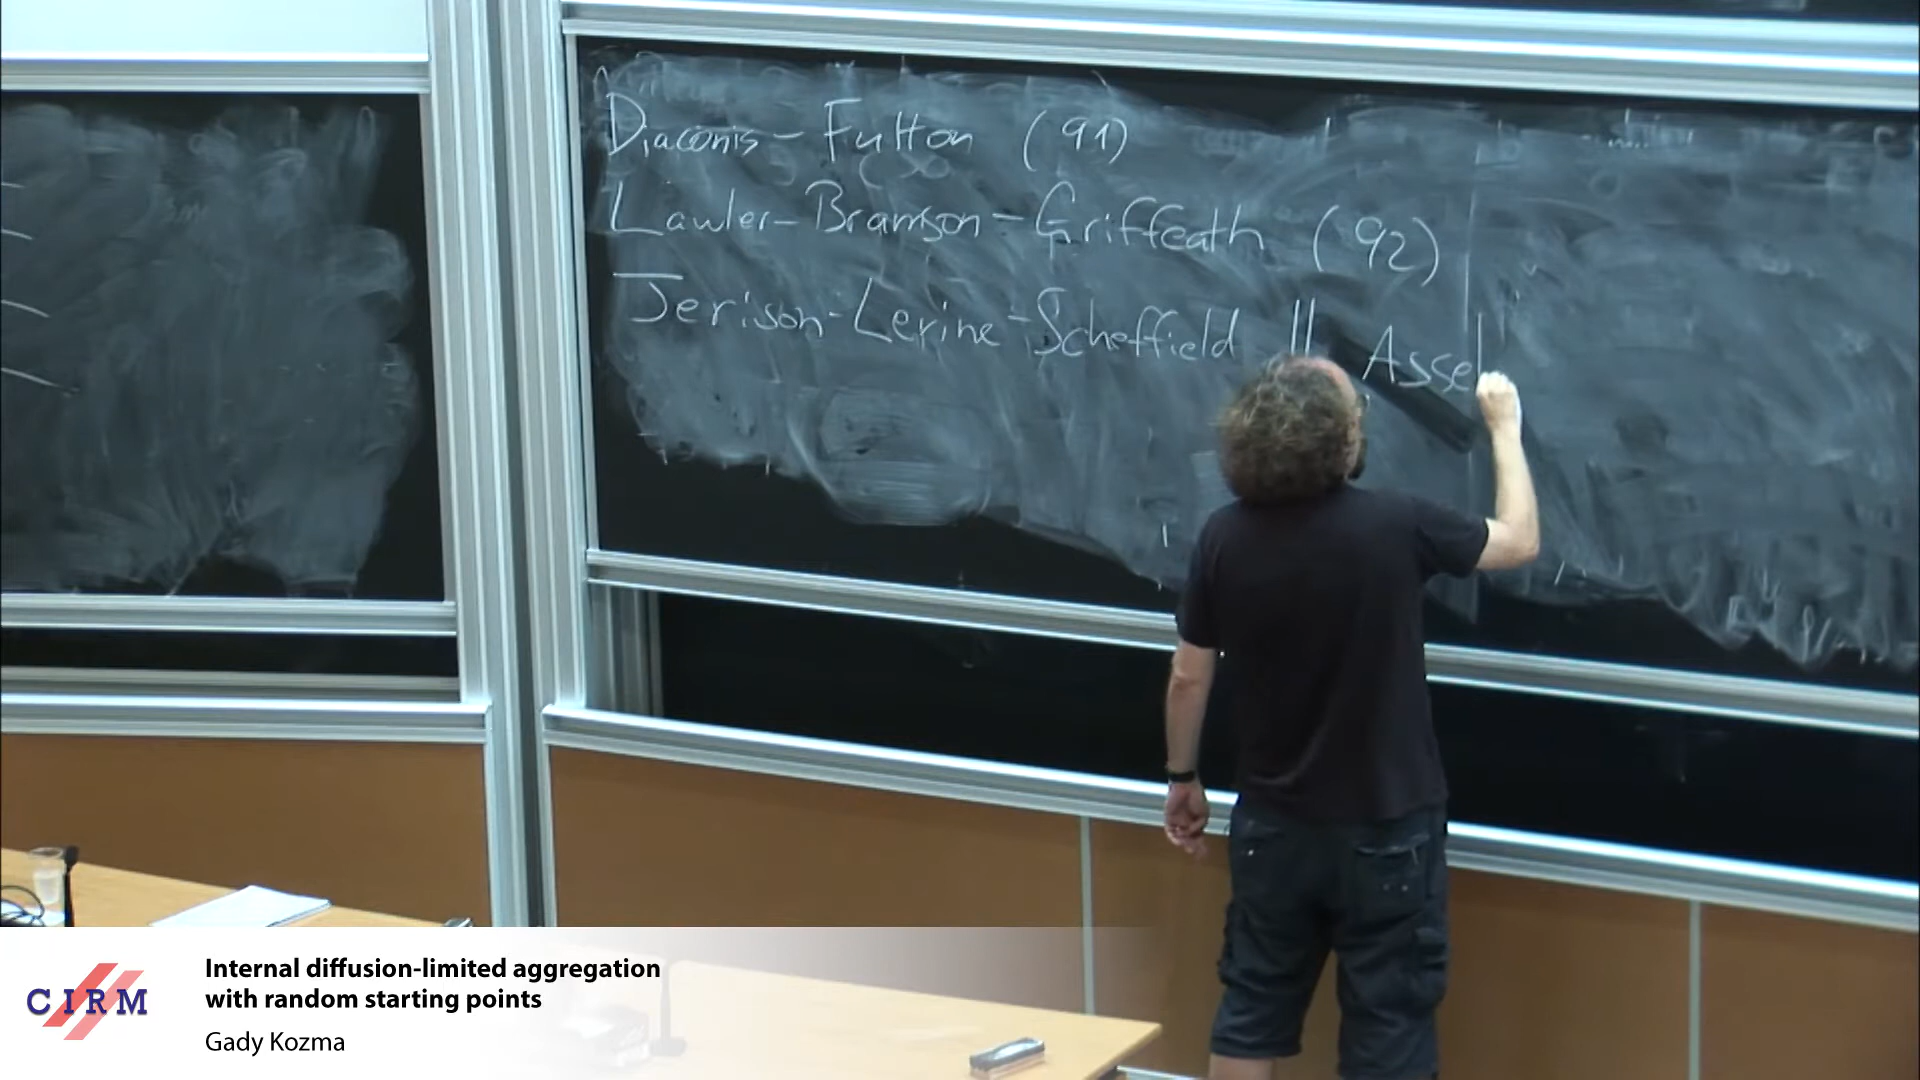 Diaconis - Fulton (91)
Lawler - Bramson - Griffeath (92)
Jerison - Levine - Scheffield || Assel
CIRM
Internal diffusion-limited aggregation
with random starting points
Gady Kozma